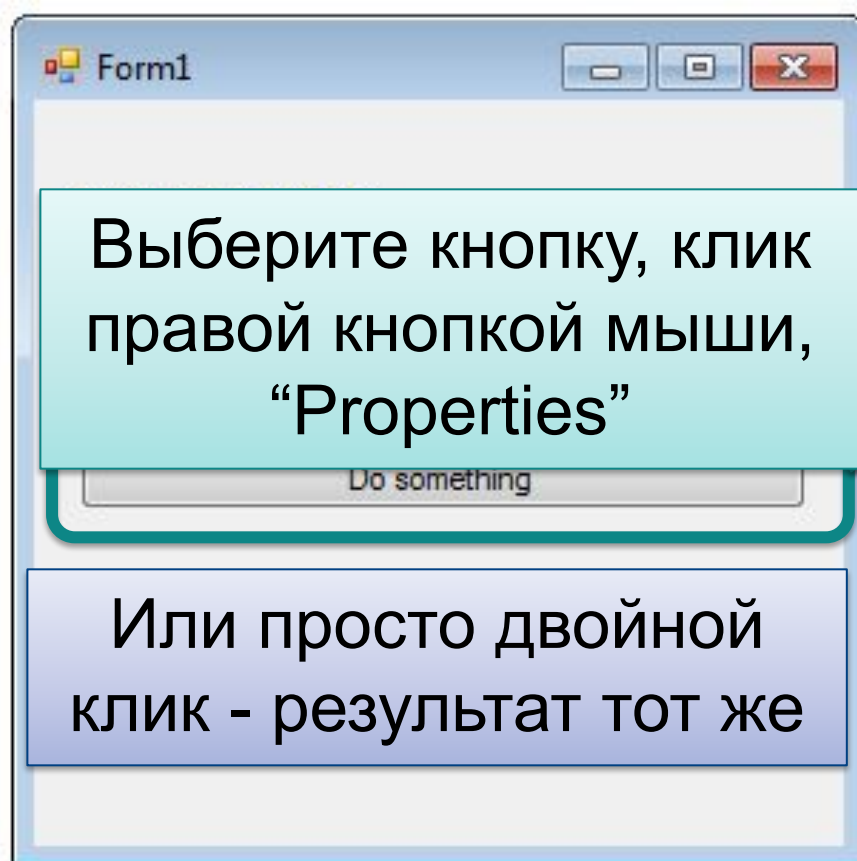 Form1
Выберите кнопку, клик
правой кнопкой мыши,
“Properties”
Do something
Или просто двойной
клик - результат тот же